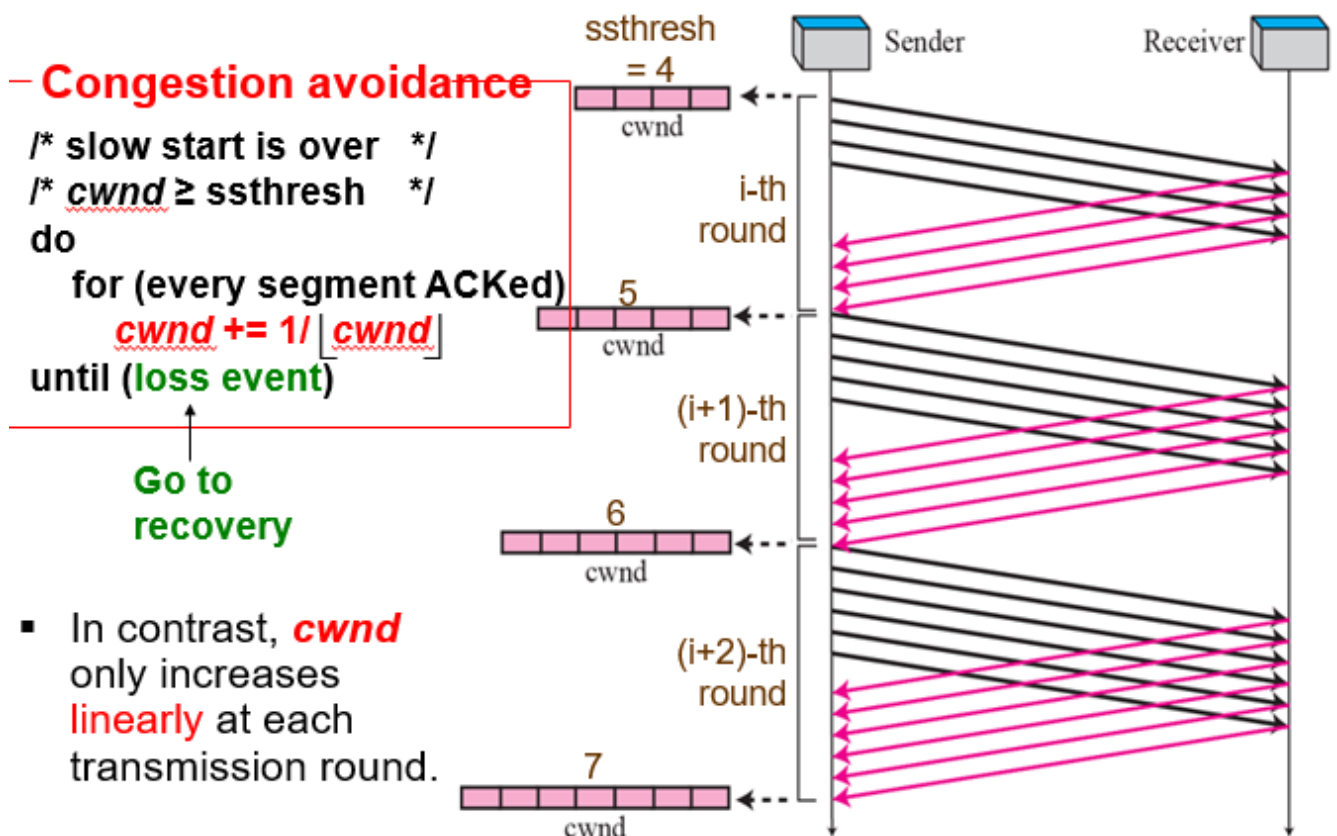 Congestion avoidance
/* slow start is over */
/* cwnd ≥ ssthresh */
do
for (every segment ACKed)
cwnd += 1/ ⌊cwnd⌋
until (loss event)
Go to
recovery
▪ In contrast, cwnd
only increases
linearly at each
transmission round.
ssthresh
= 4
cwnd
Sender
Receiver
i-th
round
5
cwnd
(i+1)-th
round
6
cwnd
(i+2)-th
round
7
cwnd